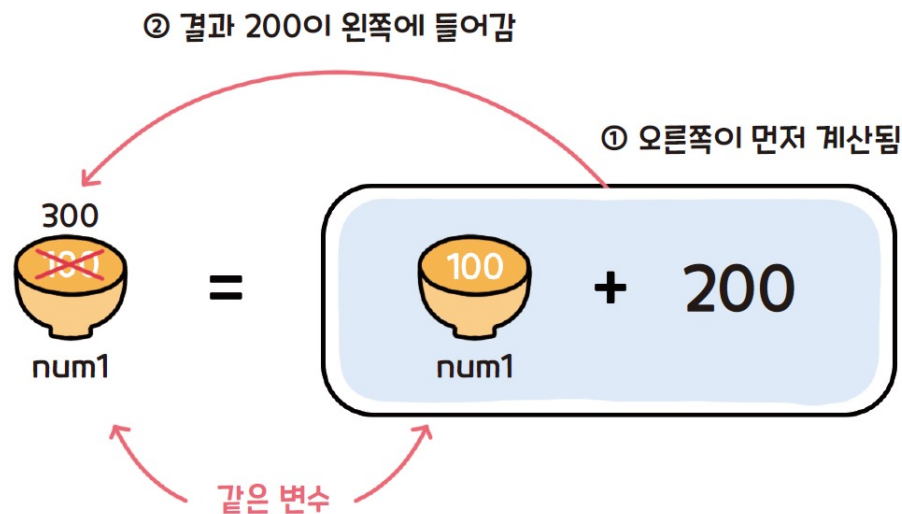 ② 결과 200이 왼쪽에 들어감
① 오른쪽이 먼저 계산됨
300
100 = 100 + 200
num1 num1
같은 변수